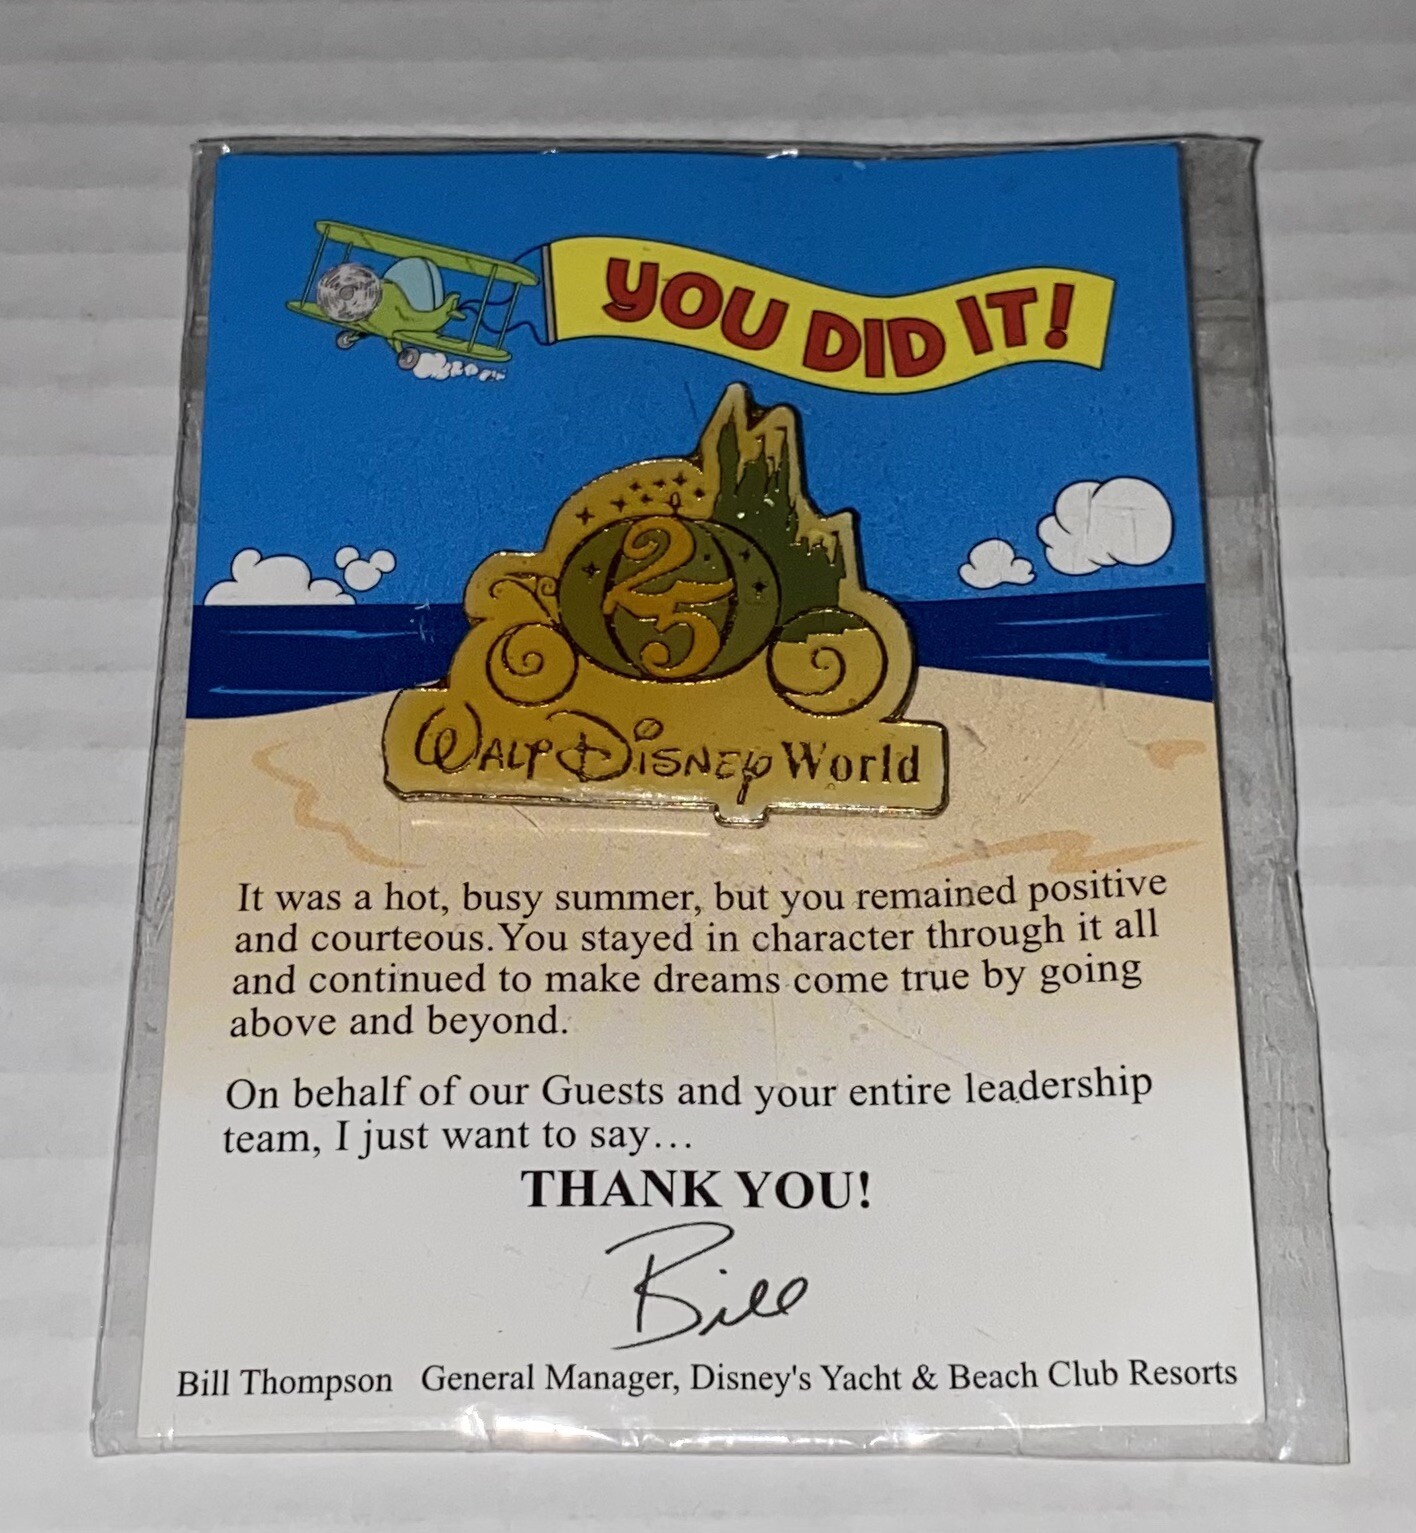 YOU DID IT!
25
WALT DISNEY World
It was a hot, busy summer, but you remained positive
and courteous. You stayed in character through it all
and continued to make dreams come true by going
above and beyond.
On behalf of our Guests and your entire leadership
team, I just want to say...
THANK YOU!
Bill
Bill Thompson General Manager, Disney's Yacht & Beach Club Resorts